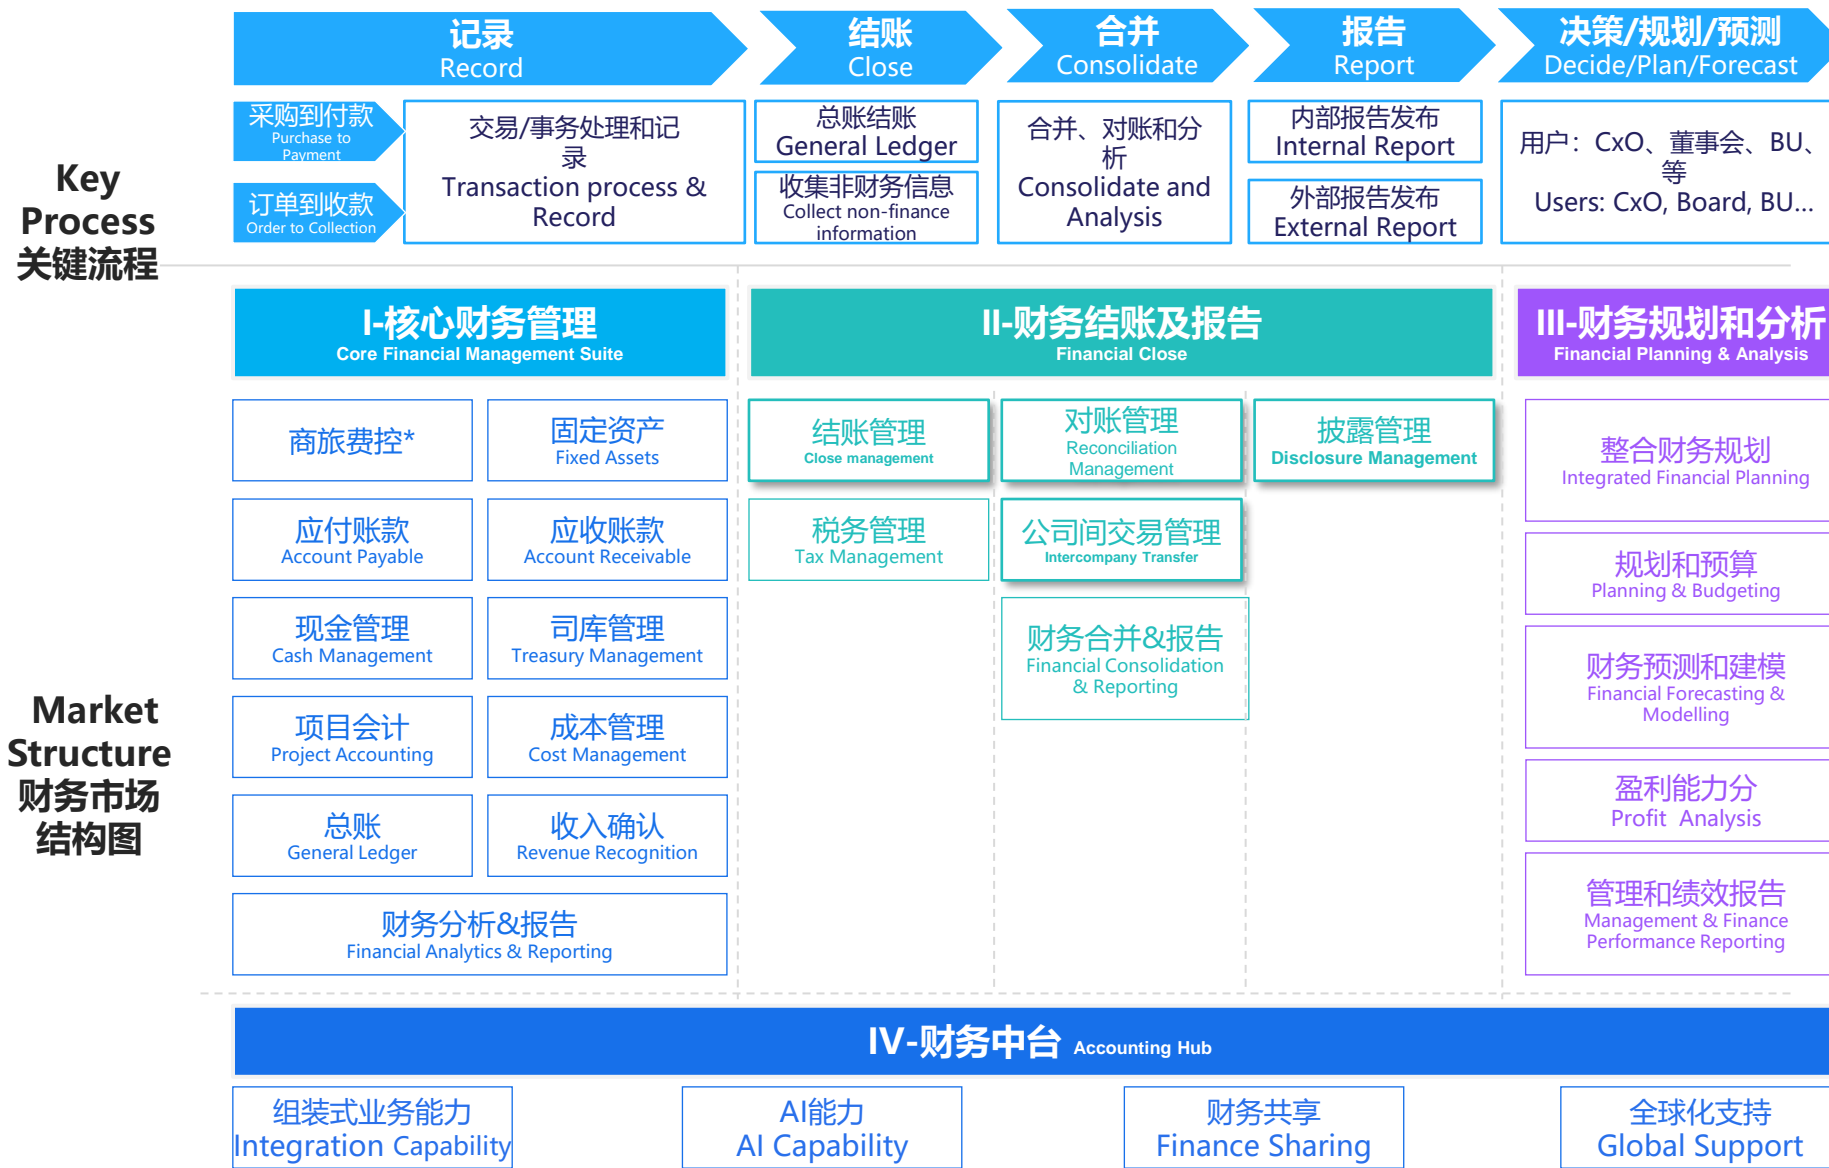 记录
Record
结账
Close
合并
Consolidate
报告
Report
决策/规划/预测
Decide/Plan/Forecast
Key
Process
关键流程
采购到付款
Purchase to
Payment
订单到收款
Order to Collection
交易/事务处理和记
录
Transaction process &
Record
总账结账
General Ledger
收集非财务信息
Collect non-finance
information
合并、对账和分
析
Consolidate and
Analysis
内部报告发布
Internal Report
外部报告发布
External Report
用户：CxO、董事会、BU、
等
Users: CxO, Board, BU...
I-核心财务管理
Core Financial Management Suite
II-财务结账及报告
Financial Close
III-财务规划和分析
Financial Planning & Analysis
Market
Structure
财务市场
结构图
商旅费控*
固定资产
Fixed Assets
应付账款
Account Payable
应收账款
Account Receivable
现金管理
Cash Management
司库管理
Treasury Management
项目会计
Project Accounting
成本管理
Cost Management
总账
General Ledger
收入确认
Revenue Recognition
财务分析&报告
Financial Analytics & Reporting
结账管理
Close management
对账管理
Reconciliation
Management
披露管理
Disclosure Management
税务管理
Tax Management
公司间交易管理
Intercompany Transfer
财务合并&报告
Financial Consolidation
& Reporting
整合财务规划
Integrated Financial Planning
规划和预算
Planning & Budgeting
财务预测和建模
Financial Forecasting &
Modelling
盈利能力分
Profit Analysis
管理和绩效报告
Management & Finance
Performance Reporting
IV-财务中台 Accounting Hub
组装式业务能力
Integration Capability
AI能力
AI Capability
财务共享
Finance Sharing
全球化支持
Global Support